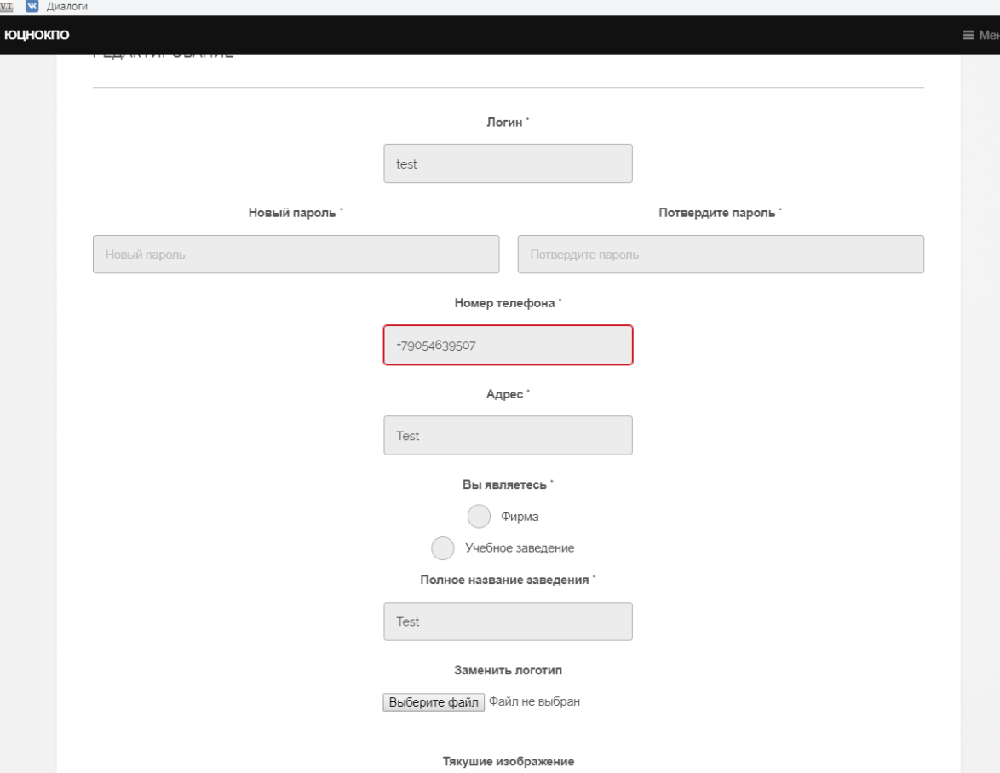 V.T. Диалоги
ЮЦНОКПО
Мен
РЕДАКТИРОВАНИЕ
Логин *
test
Новый пароль *
Потвердите пароль *
Новый пароль
Потвердите пароль
Номер телефона *
+79054639507
Адрес *
Test
Вы являетесь *
Фирма
Учебное заведение
Полное название заведения *
Test
Заменить логотип
Выберите файл Файл не выбран
Тякушие изображение